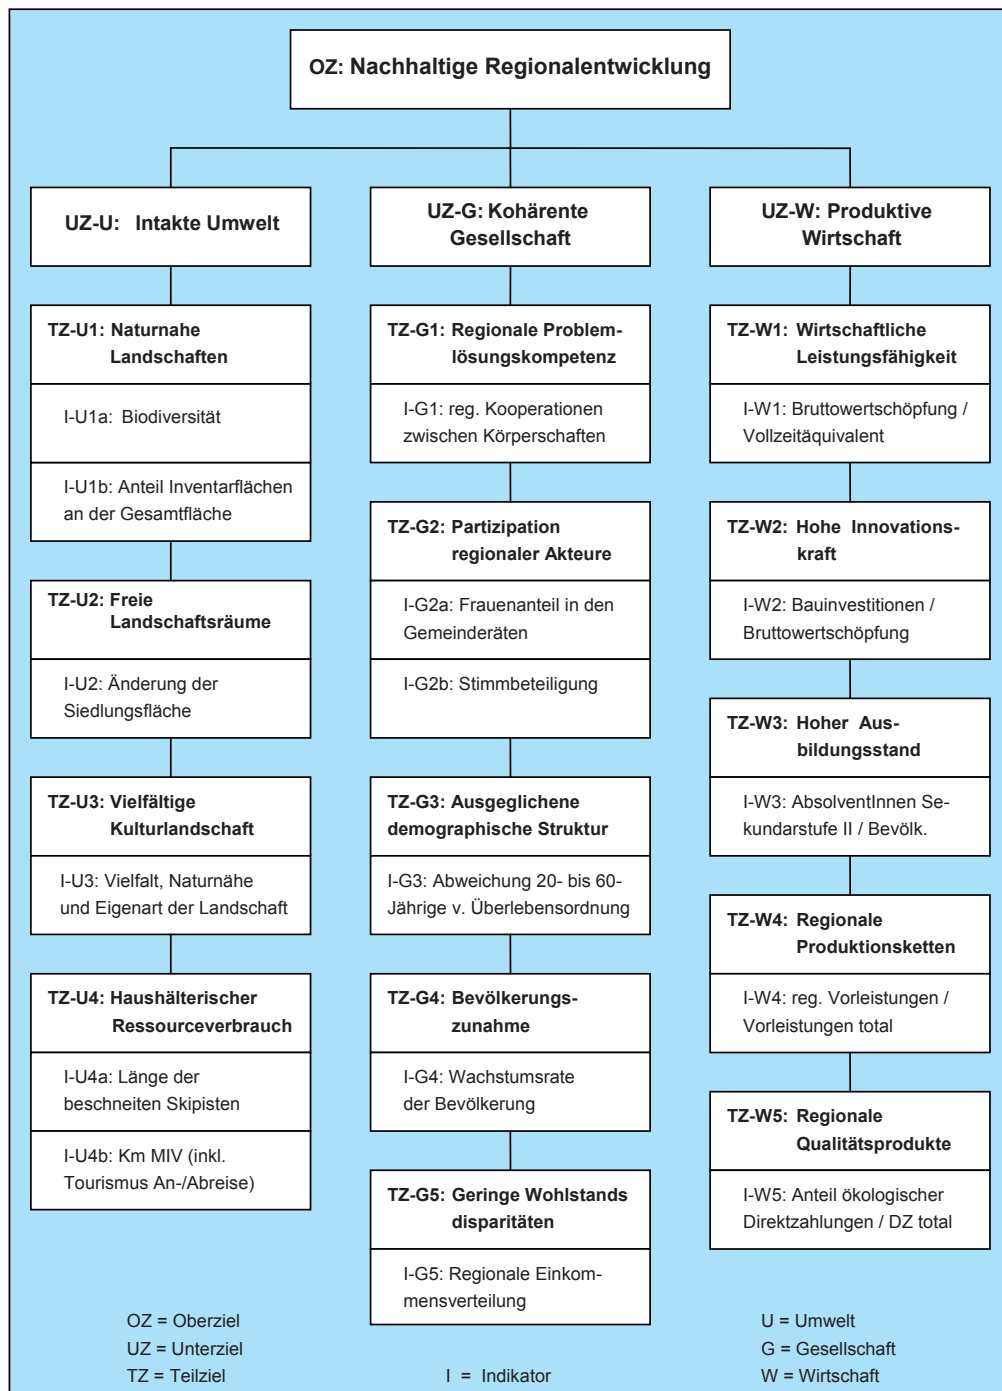 OZ: Nachhaltige Regionalentwicklung
UZ-U: Intakte Umwelt
TZ-U1: Naturnahe
Landschaften
I-U1a: Biodiversität
I-U1b: Anteil Inventarflächen
an der Gesamtfläche
TZ-U2: Freie
Landschaftsräume
I-U2: Änderung der
Siedlungsfläche
TZ-U3: Vielfältige
Kulturlandschaft
I-U3: Vielfalt, Naturnähe
und Eigenart der Landschaft
TZ-U4: Haushälterischer
Ressourceverbrauch
I-U4a: Länge der
beschneiten Skipisten
I-U4b: Km MIV (inkl.
Tourismus An-/Abreise)
UZ-G: Kohärente
Gesellschaft
TZ-G1: Regionale Problem-
lösungskompetenz
I-G1: reg. Kooperationen
zwischen Körperschaften
TZ-G2: Partizipation
regionaler Akteure
I-G2a: Frauenanteil in den
Gemeinderäten
I-G2b: Stimmbeteiligung
TZ-G3: Ausgeglichene
demographische Struktur
I-G3: Abweichung 20- bis 60-
Jährige v. Überlebensordnung
TZ-G4: Bevölkerungs-
zunahme
I-G4: Wachstumsrate
der Bevölkerung
TZ-G5: Geringe Wohlstands
disparitäten
I-G5: Regionale Einkom-
mensverteilung
UZ-W: Produktive
Wirtschaft
TZ-W1: Wirtschaftliche
Leistungsfähigkeit
I-W1: Bruttowertschöpfung /
Vollzeitäquivalent
TZ-W2: Hohe Innovations-
kraft
I-W2: Bauinvestitionen /
Bruttowertschöpfung
TZ-W3: Hoher Aus-
bildungsstand
I-W3: AbsolventInnen Se-
kundarstufe II / Bevölk.
TZ-W4: Regionale
Produktionsketten
I-W4: reg. Vorleistungen /
Vorleistungen total
TZ-W5: Regionale
Qualitätsprodukte
I-W5: Anteil ökologischer
Direktzahlungen / DZ total
OZ = Oberziel
UZ = Unterziel
TZ = Teilziel
I = Indikator
U = Umwelt
G = Gesellschaft
W = Wirtschaft